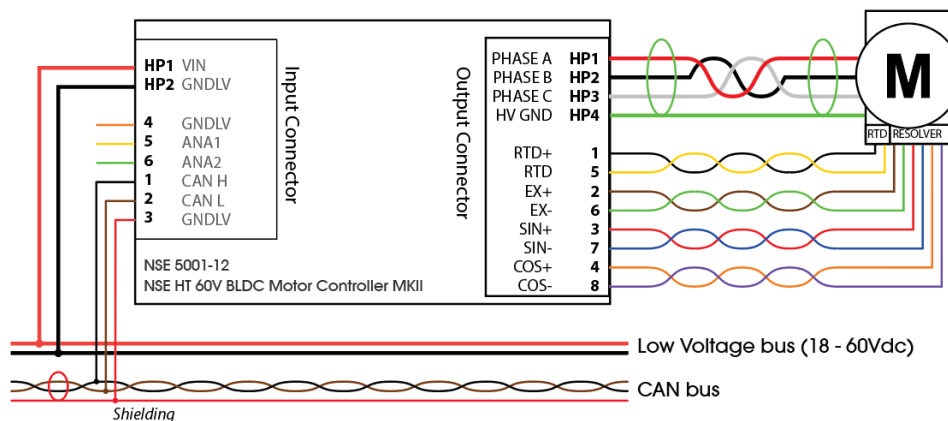 HP1 VIN
HP2 GNDLV
4 GNDLV
5 ANA1
6 ANA2
1 CAN H
2 CAN L
3 GNDLV
Input Connector
NSE 5001-12
NSE HT 60V BLDC Motor Controller MKII
Output Connector
PHASE A HP1
PHASE B HP2
PHASE C HP3
HV GND HP4
RTD+ 1
RTD 5
EX+ 2
EX- 6
SIN+ 3
SIN- 7
COS+ 4
COS- 8
M
RTD RESOLVER
Low Voltage bus (18 - 60Vdc)
CAN bus
Shielding